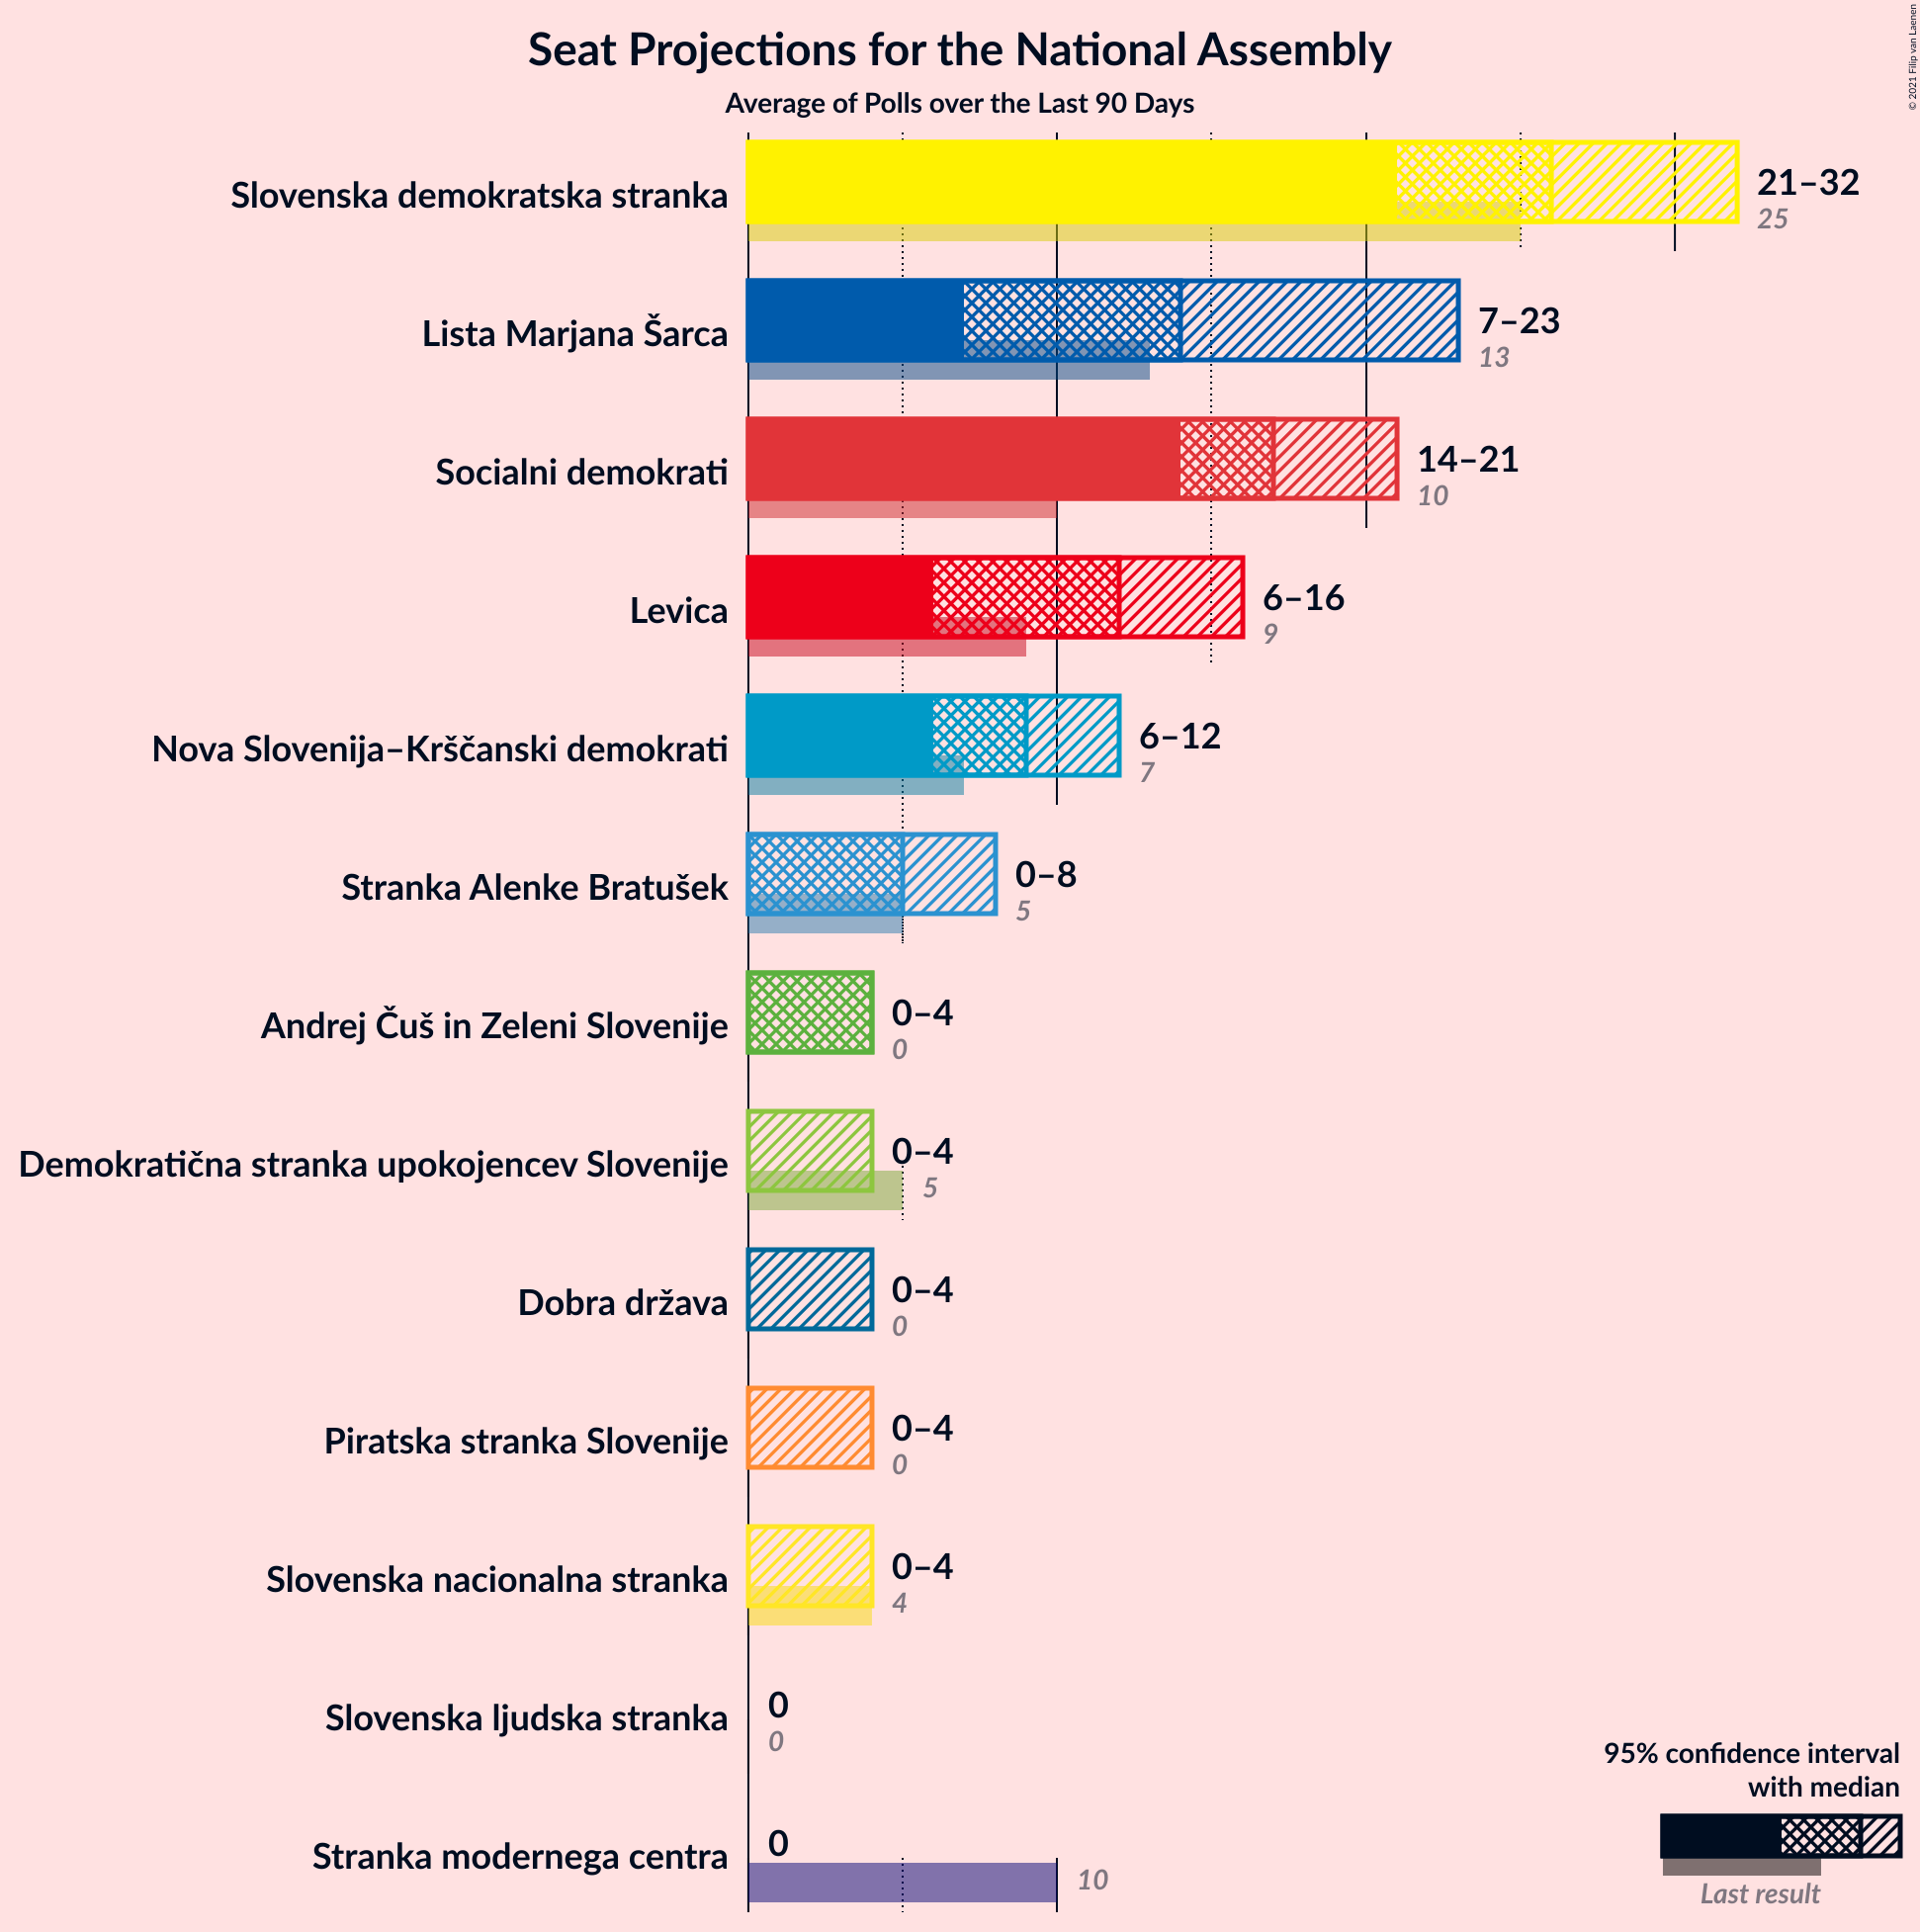 Seat Projections for the National Assembly
Average of Polls over the Last 90 Days
© 2021 Filip van Laenen
Slovenska demokratska stranka
21–32
25
Lista Marjana Šarca
7–23
13
Socialni demokrati
14–21
10
Levica
6–16
9
Nova Slovenija–Krščanski demokrati
6–12
7
Stranka Alenke Bratušek
0–8
5
Andrej Čuš in Zeleni Slovenije
0–4
0
Demokratična stranka upokojencev Slovenije
0–4
5
Dobra država
0–4
0
Piratska stranka Slovenije
0–4
0
Slovenska nacionalna stranka
0–4
4
Slovenska ljudska stranka
0
0
Stranka modernega centra
0
10
95% confidence interval
with median
Last result